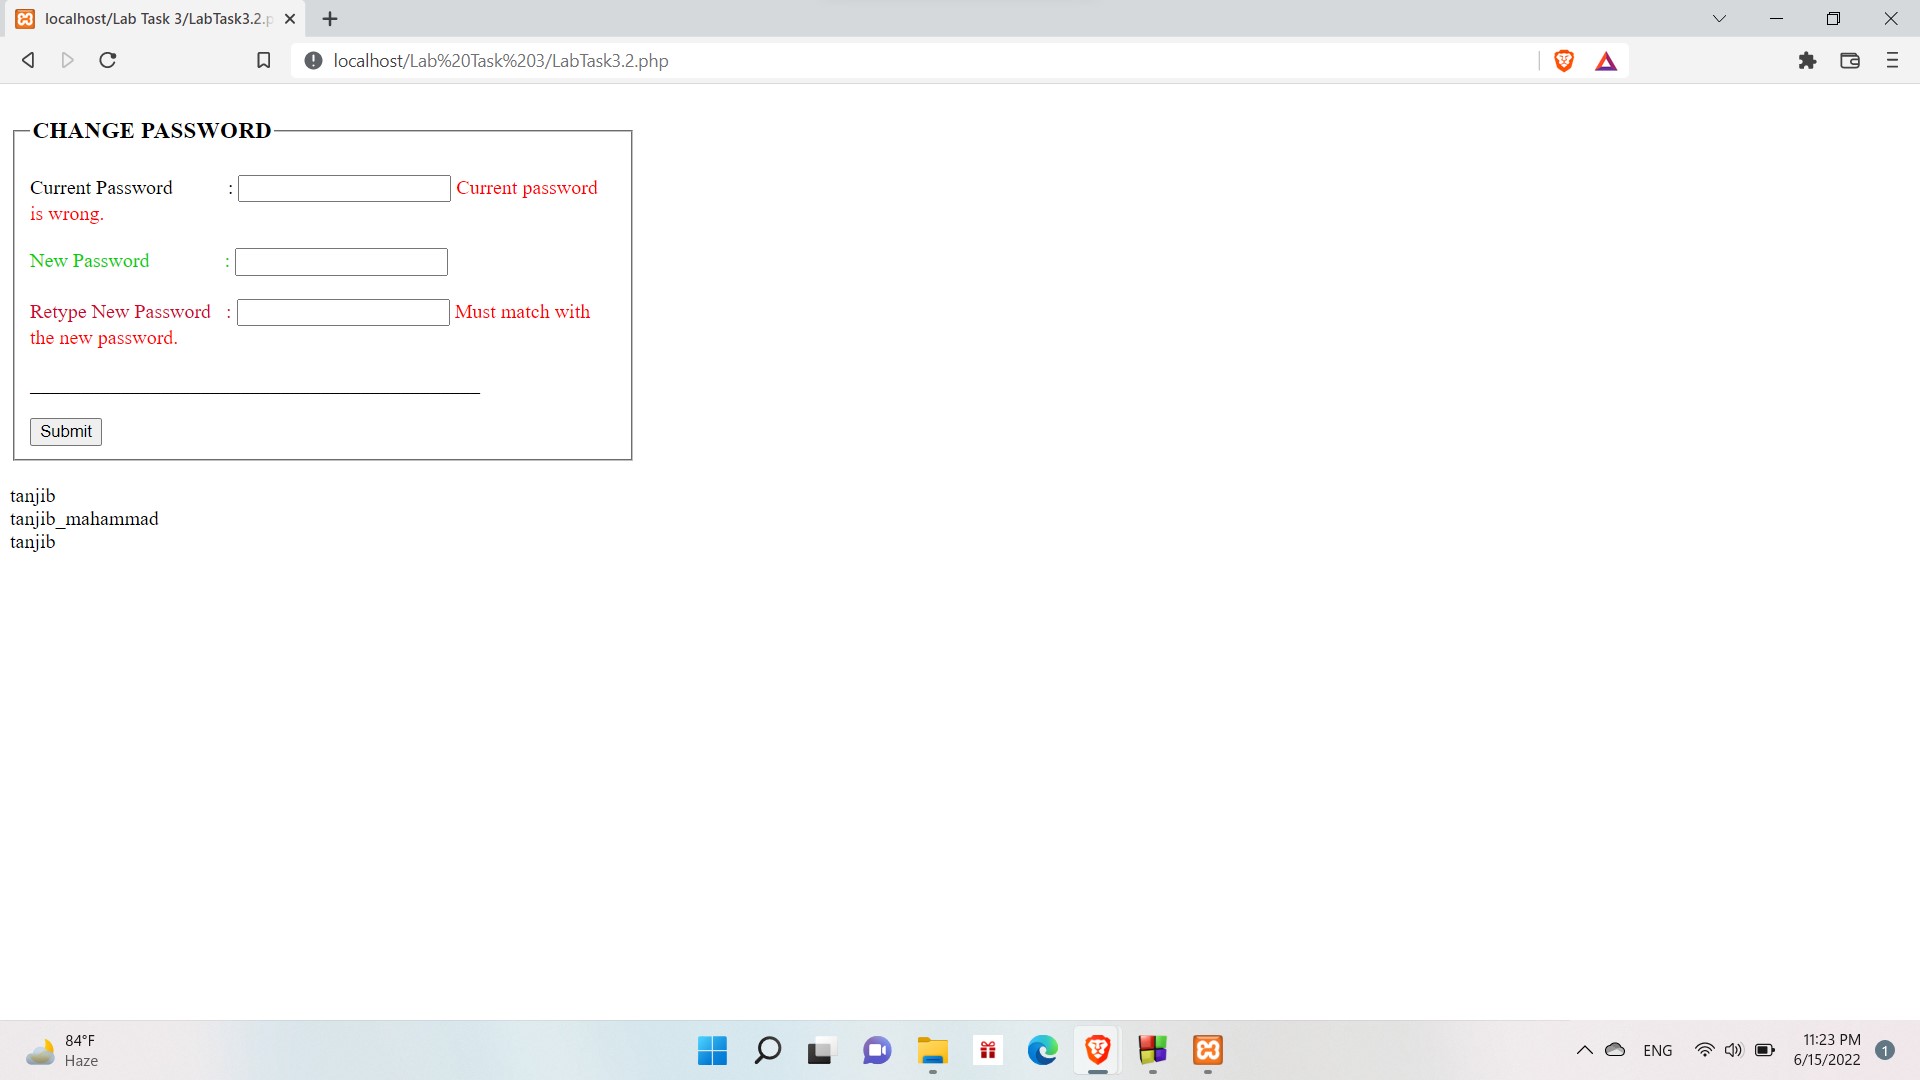 localhost/Lab Task 3/LabTask3.2.p
localhost/Lab%20Task%203/LabTask3.2.php
CHANGE PASSWORD
Current Password : Current password
is wrong.
New Password :
Retype New Password : Must match with
the new password.
Submit
tanjib
tanjib_mahammad
tanjib
84°F
Haze
ENG
11:23 PM
6/15/2022
1